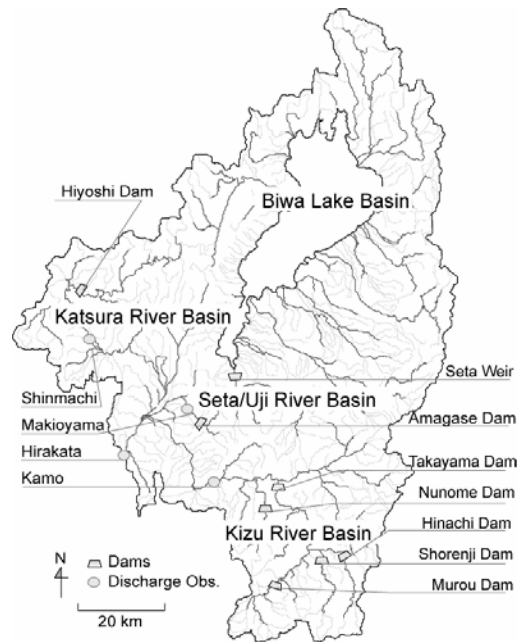 Hiyoshi Dam
Biwa Lake Basin
Katsura River Basin
Seta Weir
Shinmachi
Seta/Uji River Basin
Makioyama
Amagase Dam
Hirakata
Takayama Dam
Kamo
Nunome Dam
Kizu River Basin
Hinachi Dam
Shorenji Dam
Murou Dam
N
Dams
Discharge Obs.
20 km